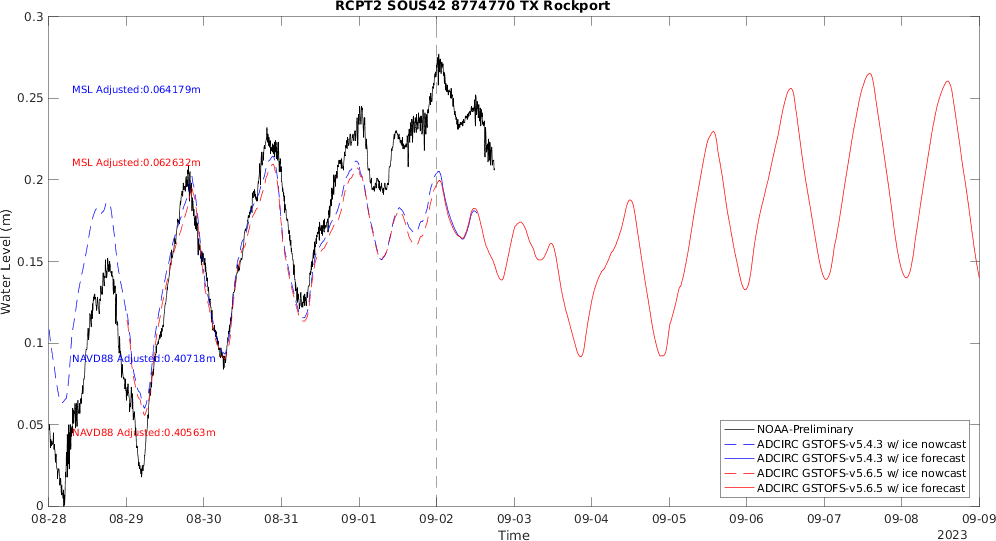 RCPT2 SOUS42 8774770 TX Rockport
0.3
0.25
0.2
0.15
0.1
0.05
0
Water Level (m)
MSL Adjusted:0.064179m
MSL Adjusted:0.062632m
NAVD88 Adjusted:0.40718m
NAVD88 Adjusted:0.40563m
NOAA-Preliminary
ADCIRC GSTOFS-v5.4.3 w/ ice nowcast
ADCIRC GSTOFS-v5.4.3 w/ ice forecast
ADCIRC GSTOFS-v5.6.5 w/ ice nowcast
ADCIRC GSTOFS-v5.6.5 w/ ice forecast
08-28 08-29 08-30 08-31 09-01 09-02 09-03 09-04 09-05 09-06 09-07 09-08 09-09
Time
2023